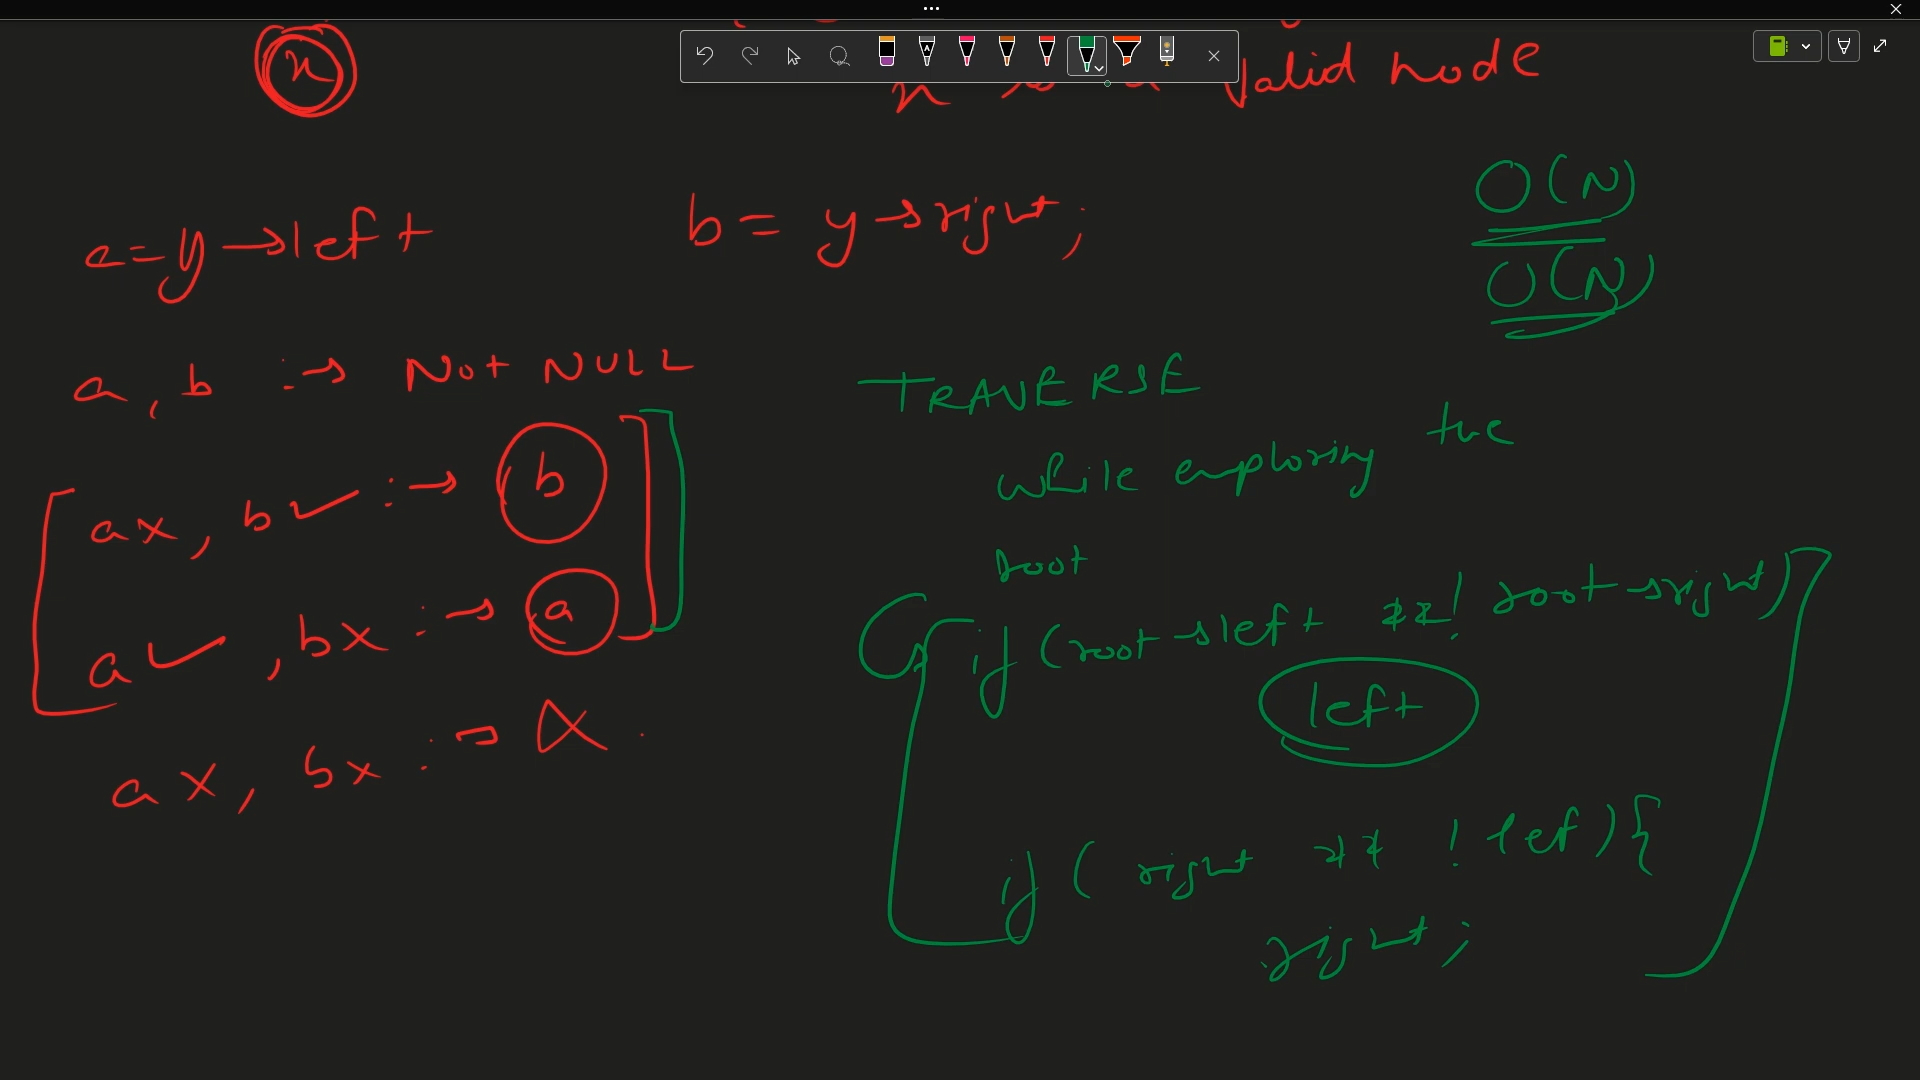 x
valid node
a=y→left
b= y→right;
O(N)
O(N)
a, b :→ Not NULL
ax, b✓ :→ b
a✓, bx :→ a
ax, bx :→
TRAVERSE
while exploring the
root
if (root→left && ! root→right)
left
if ( right && ! lef){
right;